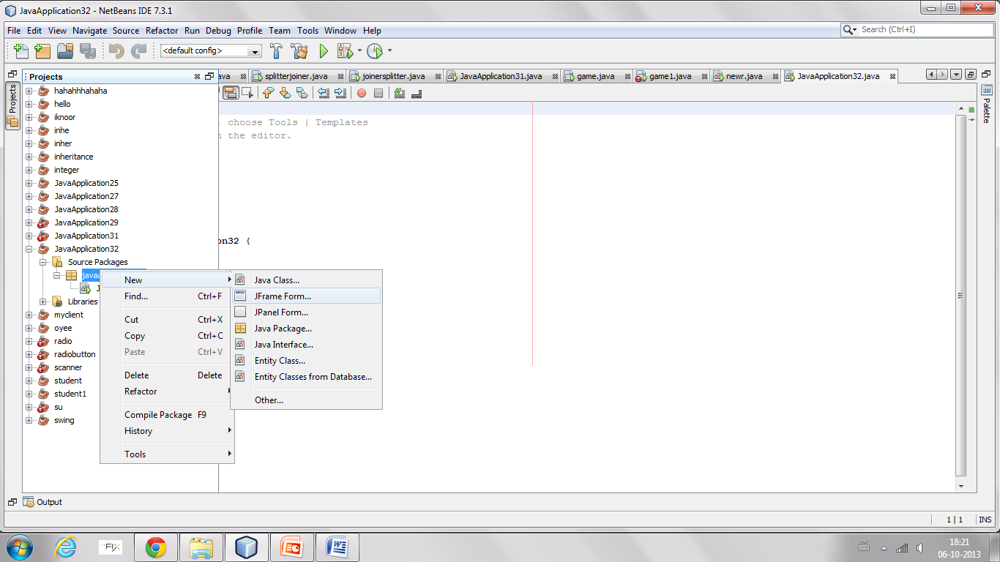 JavaApplication32 - NetBeans IDE 7.3.1
File Edit View Navigate Source Refactor Run Debug Profile Team Tools Window Help
Search (Ctrl+I)
<default config>
Projects
Projects
ava
splitterjoiner.java
joinersplitter.java
JavaApplication31.java
game.java
game1.java
newr.java
JavaApplication32.java
Palette
hahahhhahaha
hello
iknoor
inhe
inher
inheritance
integer
JavaApplication25
JavaApplication27
JavaApplication28
JavaApplication29
JavaApplication31
JavaApplication32
Source Packages
java
J
Libraries
myclient
oyee
radio
radiobutton
scanner
student
student1
su
swing
choose Tools | Templates
the editor.
on32 {
New
Find... Ctrl+F
Cut Ctrl+X
Copy Ctrl+C
Paste Ctrl+V
Delete Delete
Refactor
Compile Package F9
History
Tools
Java Class...
JFrame Form...
JPanel Form...
Java Package...
Java Interface...
Entity Class...
Entity Classes from Database...
Other...
Output
1 | 1 INS
FIX
18:21
06-10-2013